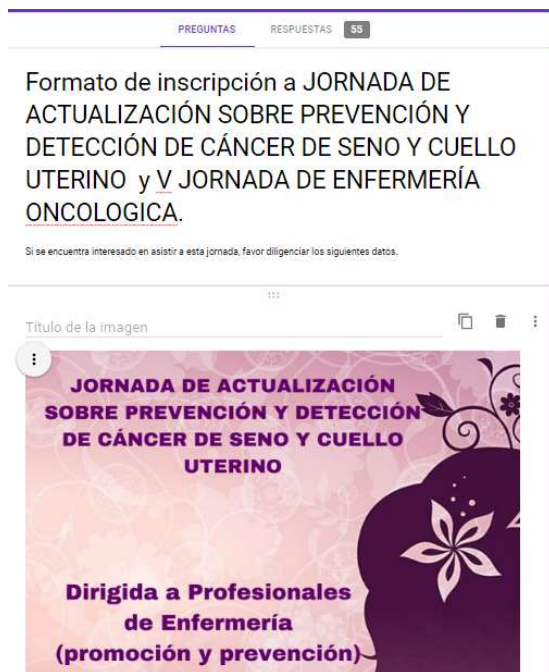 PREGUNTAS RESPUESTAS 55
Formato de inscripción a JORNADA DE
ACTUALIZACIÓN SOBRE PREVENCIÓN Y
DETECCIÓN DE CÁNCER DE SENO Y CUELLO
UTERINO y V JORNADA DE ENFERMERÍA
ONCOLOGICA.
Si se encuentra interesado en asistir a esta jornada, favor diligenciar los siguientes datos.
Título de la imagen
JORNADA DE ACTUALIZACIÓN
SOBRE PREVENCIÓN Y DETECCIÓN
DE CÁNCER DE SENO Y CUELLO
UTERINO
Dirigida a Profesionales
de Enfermería
(promoción y prevención)